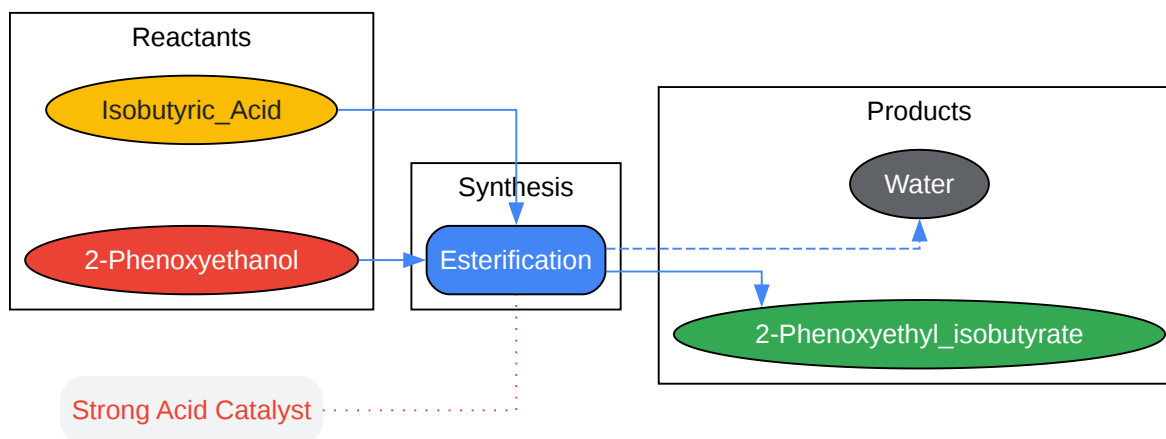 Reactants
Isobutyric_Acid
2-Phenoxyethanol
Synthesis
Esterification
Strong Acid Catalyst
Products
Water
2-Phenoxyethyl_isobutyrate